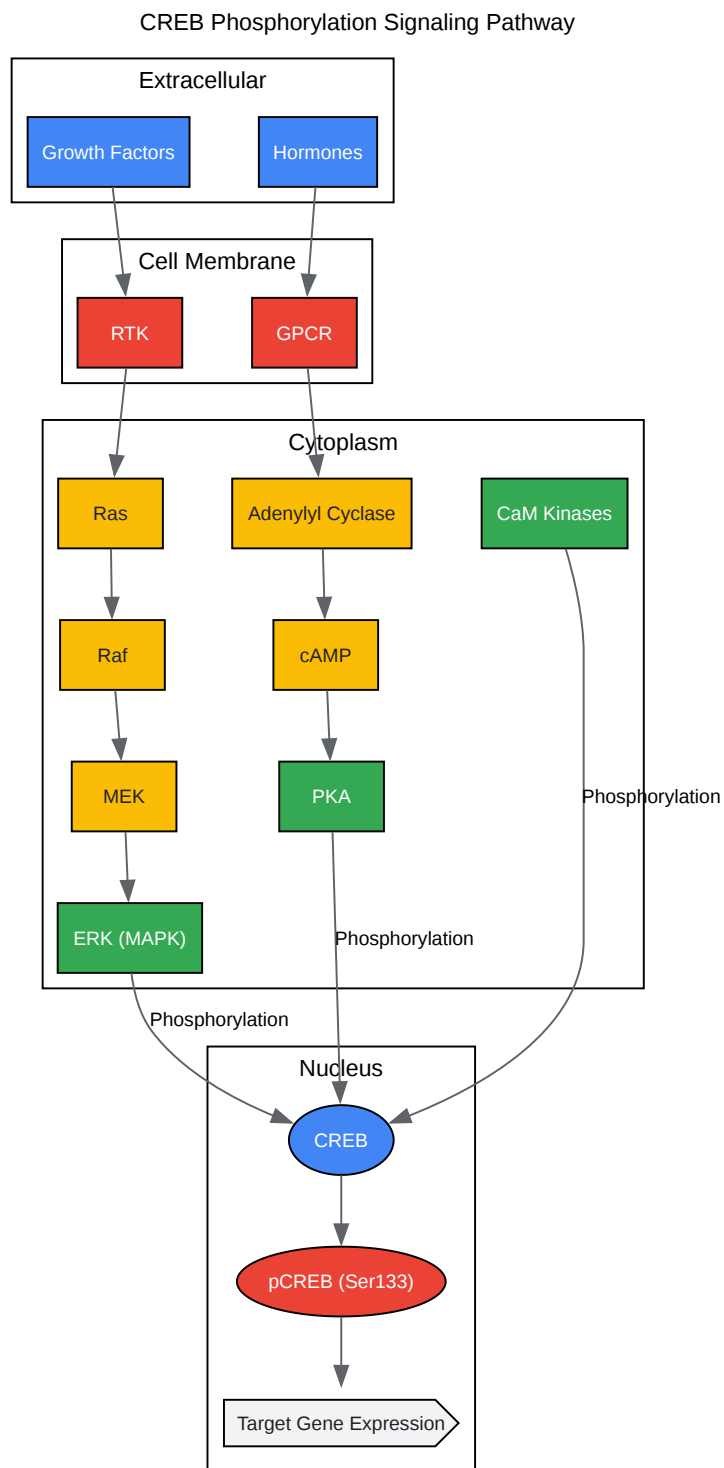 CREB Phosphorylation Signaling Pathway
Extracellular
Growth Factors
Hormones
Cell Membrane
RTK
GPCR
Cytoplasm
Ras
Adenylyl Cyclase
CaM Kinases
Raf
cAMP
MEK
PKA
Phosphorylation
ERK (MAPK)
Phosphorylation
Phosphorylation
Nucleus
CREB
pCREB (Ser133)
Target Gene Expression